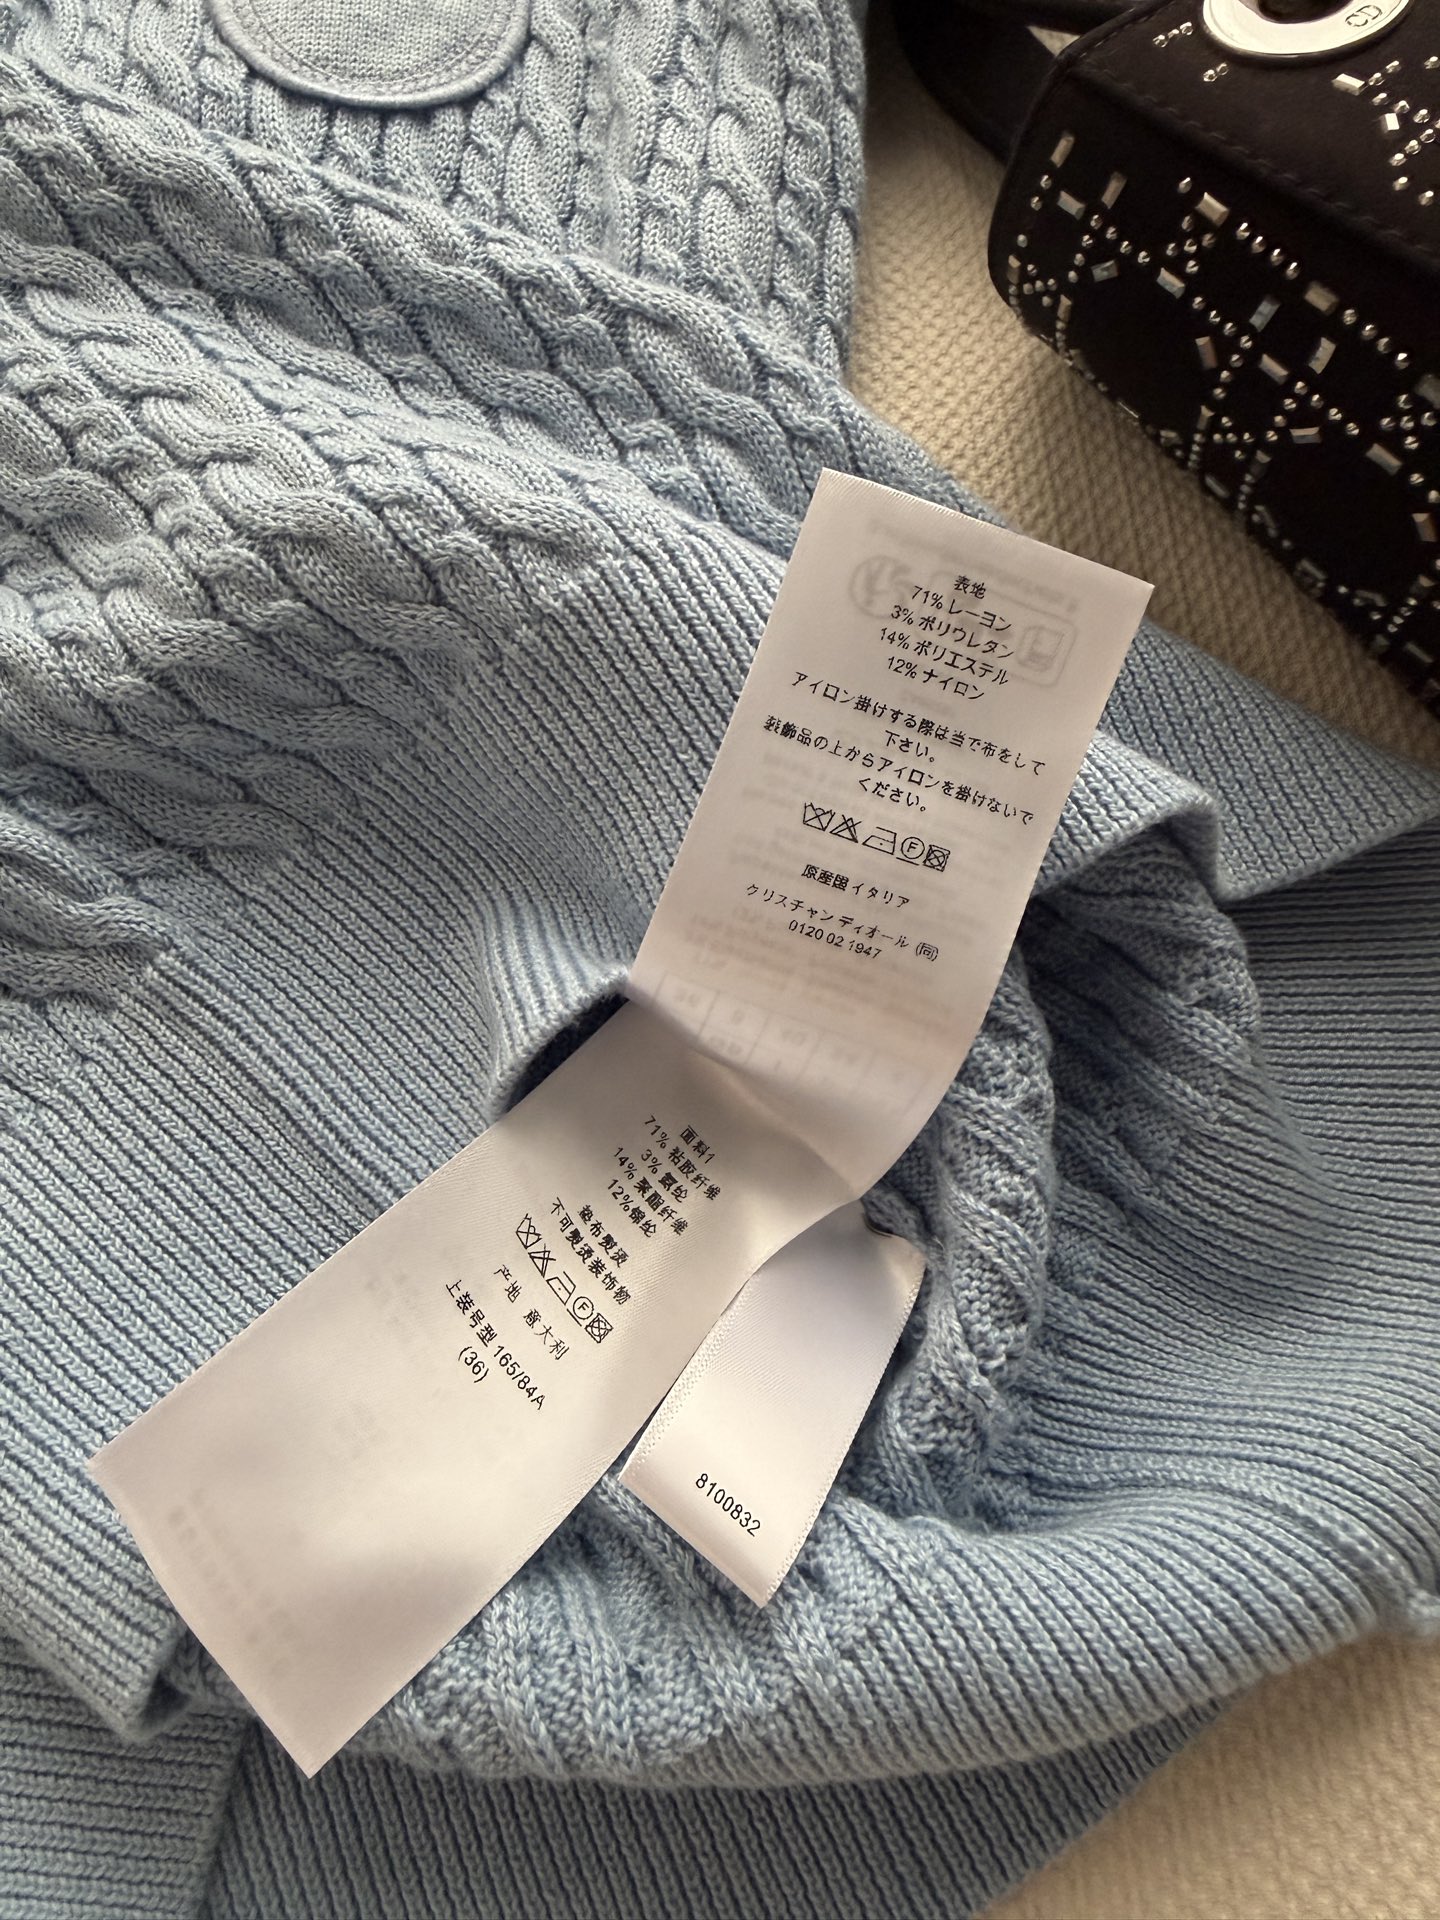 CD
表地
71% レーヨン
3% ポリウレタン
14% ポリエステル
12% ナイロン
アイロン掛けする際は当て布をして
下さい。
装飾品の上からアイロンを掛けないで
ください。
F
原産国 イタリア
クリスチャン ディオール (同)
0120 02 1947
面料1
71% 粘胶纤维
3% 氨纶
14% 聚酯纤维
12% 锦纶
垫布熨烫
不可熨烫装饰物
F
产地 意大利
上装号型 165/84A
(36)
8100832